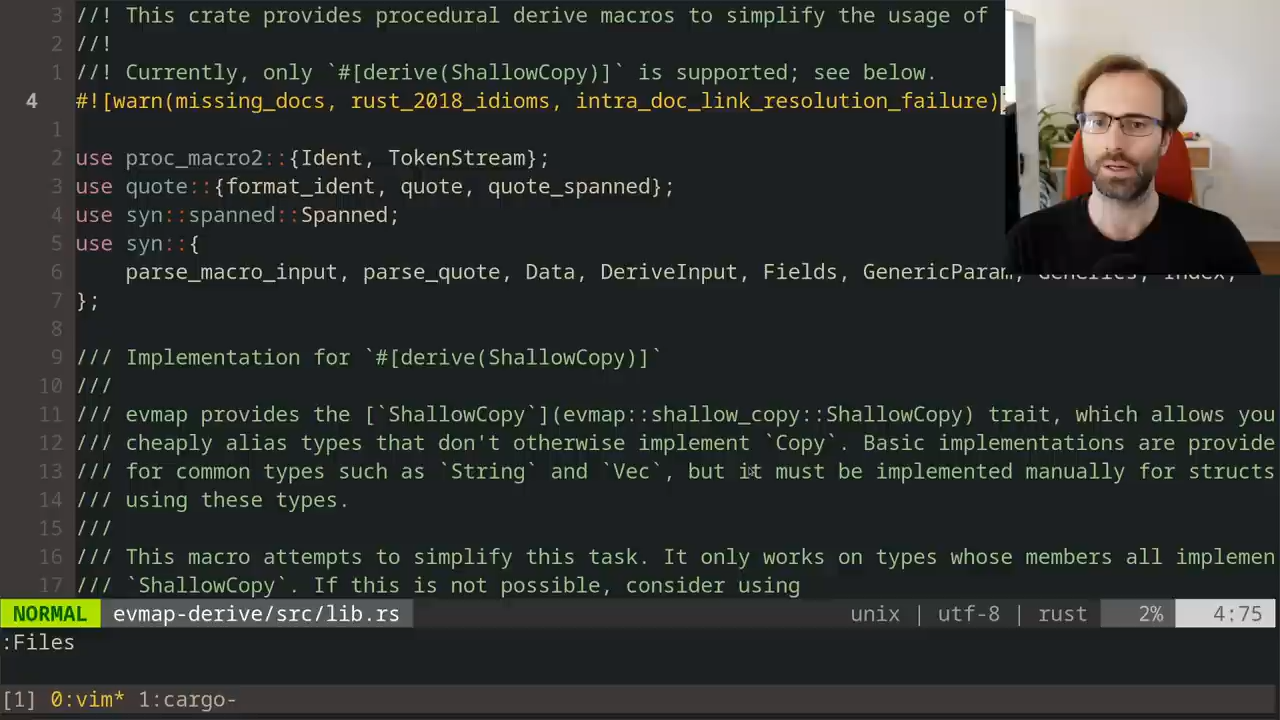 3 //! This crate provides procedural derive macros to simplify the usage of
2 //!
1 //! Currently, only `#[derive(ShallowCopy)]` is supported; see below.
4 #![warn(missing_docs, rust_2018_idioms, intra_doc_link_resolution_failure)
1
2 use proc_macro2::{Ident, TokenStream};
3 use quote::{format_ident, quote, quote_spanned};
4 use syn::spanned::Spanned;
5 use syn::{
6 parse_macro_input, parse_quote, Data, DeriveInput, Fields, GenericParam, Generics, Index,
7 };
8
9 /// Implementation for `#[derive(ShallowCopy)]`
10 ///
11 /// evmap provides the [`ShallowCopy`](evmap::shallow_copy::ShallowCopy) trait, which allows you
12 /// cheaply alias types that don't otherwise implement `Copy`. Basic implementations are provide
13 /// for common types such as `String` and `Vec`, but it must be implemented manually for structs
14 /// using these types.
15 ///
16 /// This macro attempts to simplify this task. It only works on types whose members all implemen
17 /// `ShallowCopy`. If this is not possible, consider using
NORMAL evmap-derive/src/lib.rs unix | utf-8 | rust 2% 4:75
:Files
[1] 0:vim* 1:cargo-